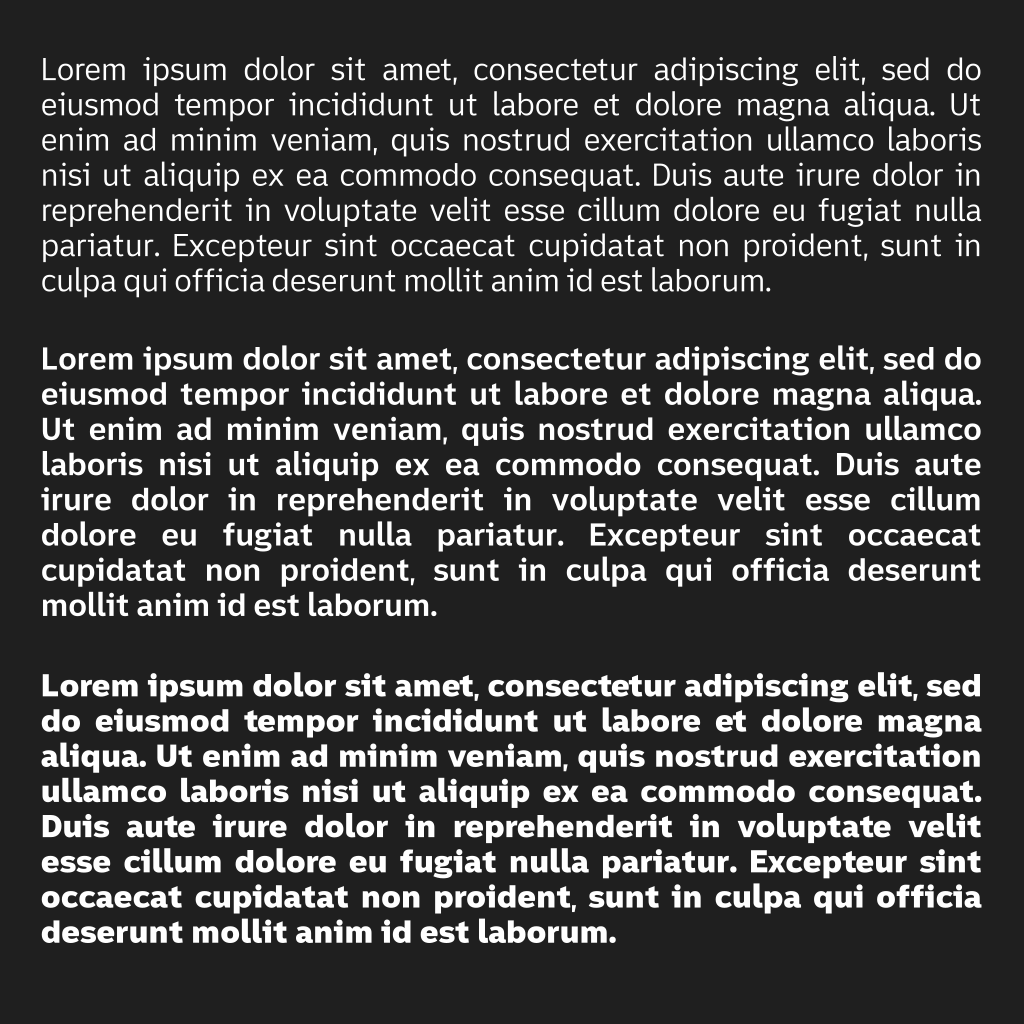 Lorem ipsum dolor sit amet, consectetur adipiscing elit, sed do
eiusmod tempor incididunt ut labore et dolore magna aliqua. Ut
enim ad minim veniam, quis nostrud exercitation ullamco laboris
nisi ut aliquip ex ea commodo consequat. Duis aute irure dolor in
reprehenderit in voluptate velit esse cillum dolore eu fugiat nulla
pariatur. Excepteur sint occaecat cupidatat non proident, sunt in
culpa qui officia deserunt mollit anim id est laborum.
Lorem ipsum dolor sit amet, consectetur adipiscing elit, sed do
eiusmod tempor incididunt ut labore et dolore magna aliqua.
Ut enim ad minim veniam, quis nostrud exercitation ullamco
laboris nisi ut aliquip ex ea commodo consequat. Duis aute
irure dolor in reprehenderit in voluptate velit esse cillum
dolore eu fugiat nulla pariatur. Excepteur sint occaecat
cupidatat non proident, sunt in culpa qui officia deserunt
mollit anim id est laborum.
Lorem ipsum dolor sit amet, consectetur adipiscing elit, sed
do eiusmod tempor incididunt ut labore et dolore magna
aliqua. Ut enim ad minim veniam, quis nostrud exercitation
ullamco laboris nisi ut aliquip ex ea commodo consequat.
Duis aute irure dolor in reprehenderit in voluptate velit
esse cillum dolore eu fugiat nulla pariatur. Excepteur sint
occaecat cupidatat non proident, sunt in culpa qui officia
deserunt mollit anim id est laborum.